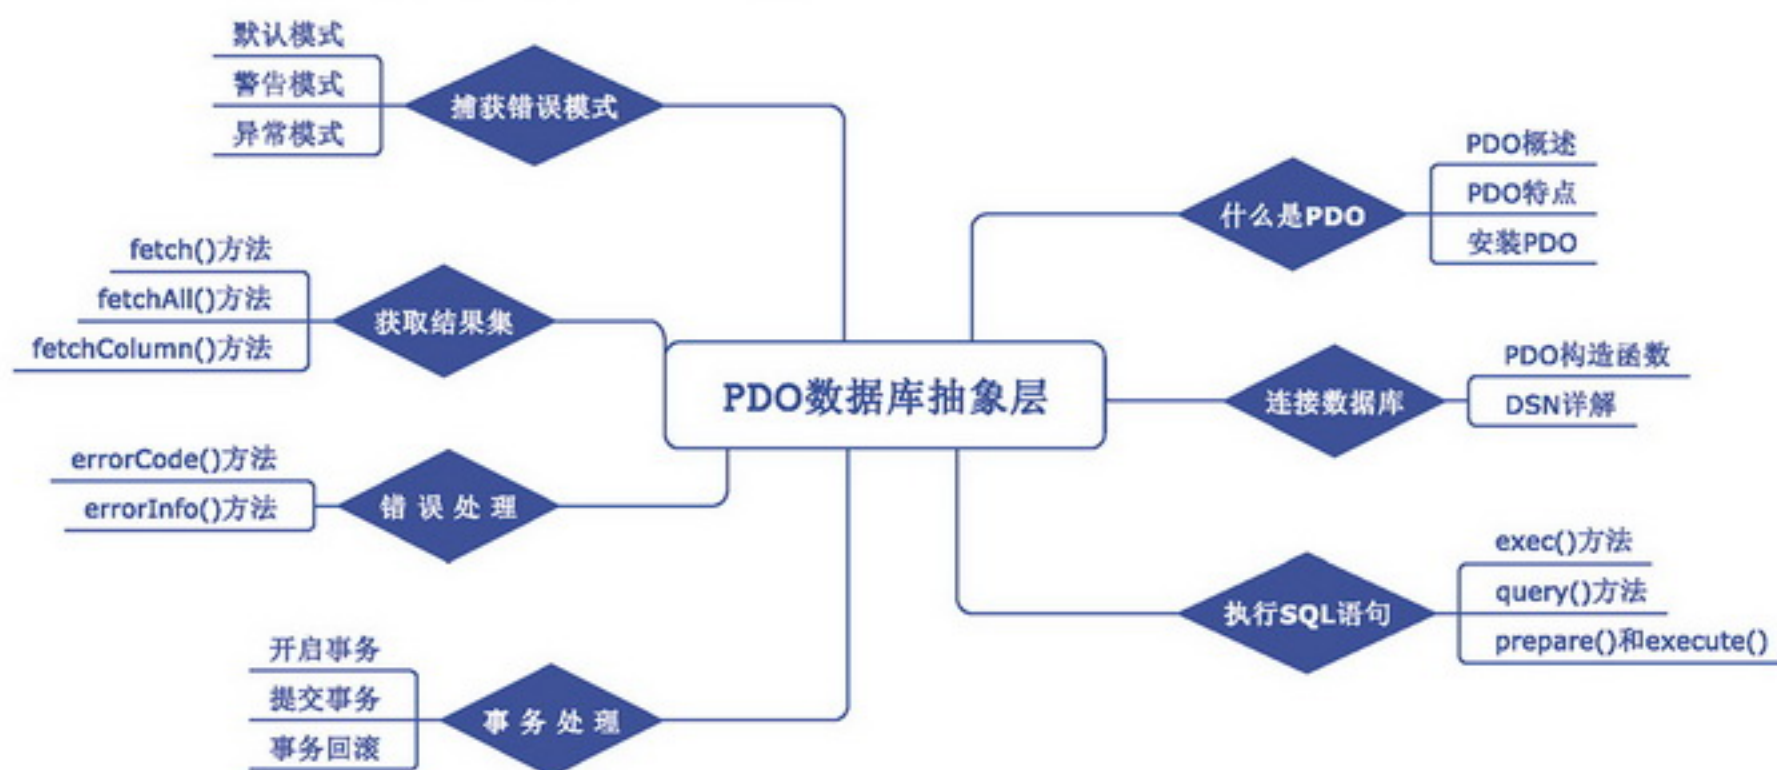 PDO数据库抽象层
什么是PDO
PDO概述
PDO特点
安装PDO
连接数据库
PDO构造函数
DSN详解
执行SQL语句
exec()方法
query()方法
prepare()和execute()
捕获错误模式
默认模式
警告模式
异常模式
获取结果集
fetch()方法
fetchAll()方法
fetchColumn()方法
错误处理
errorCode()方法
errorInfo()方法
事务处理
开启事务
提交事务
事务回滚